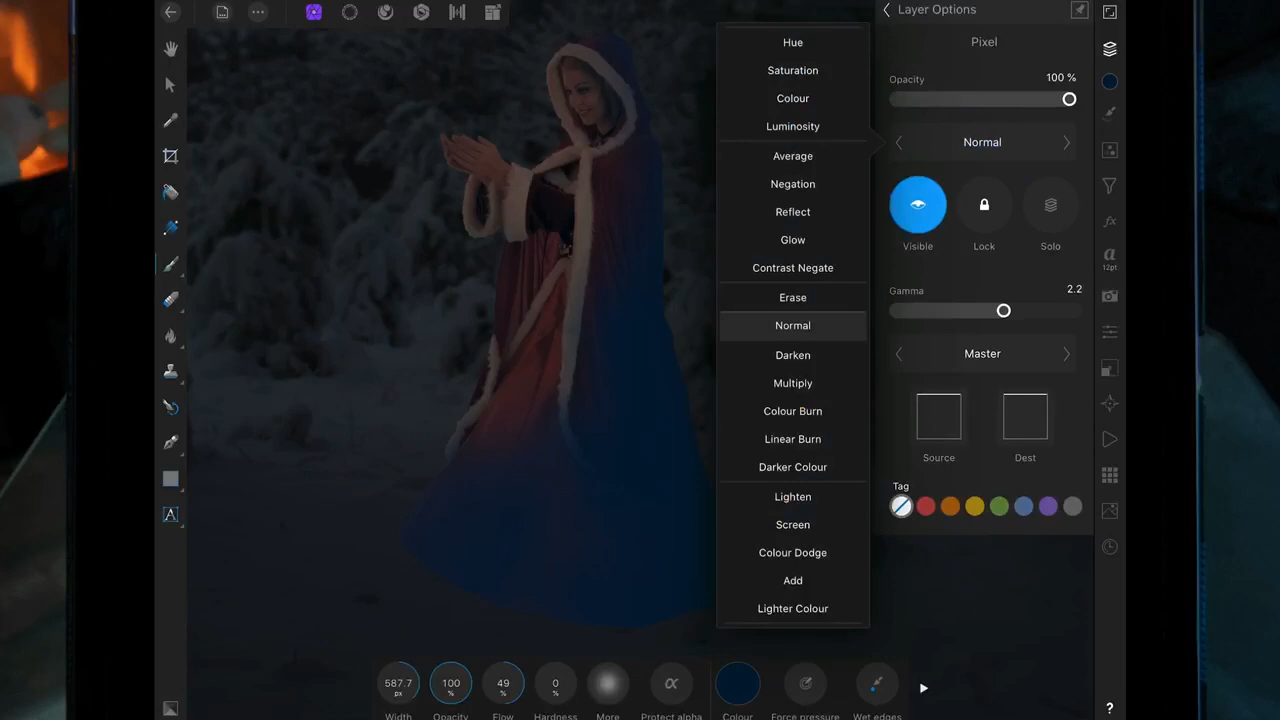 Layer Options
Pixel
Opacity
100 %
Normal
Visible
Lock
Solo
Gamma
2.2
Master
Source
Dest
Tag
Hue
Saturation
Colour
Luminosity
Average
Negation
Reflect
Glow
Contrast Negate
Erase
Normal
Darken
Multiply
Colour Burn
Linear Burn
Darker Colour
Lighten
Screen
Colour Dodge
Add
Lighter Colour
a
12pt
A
587.7
px
Width
100
%
Opacity
49
%
Flow
0
%
Hardness
More
α
Protect alpha
Colour
Force pressure
Wet edges
?